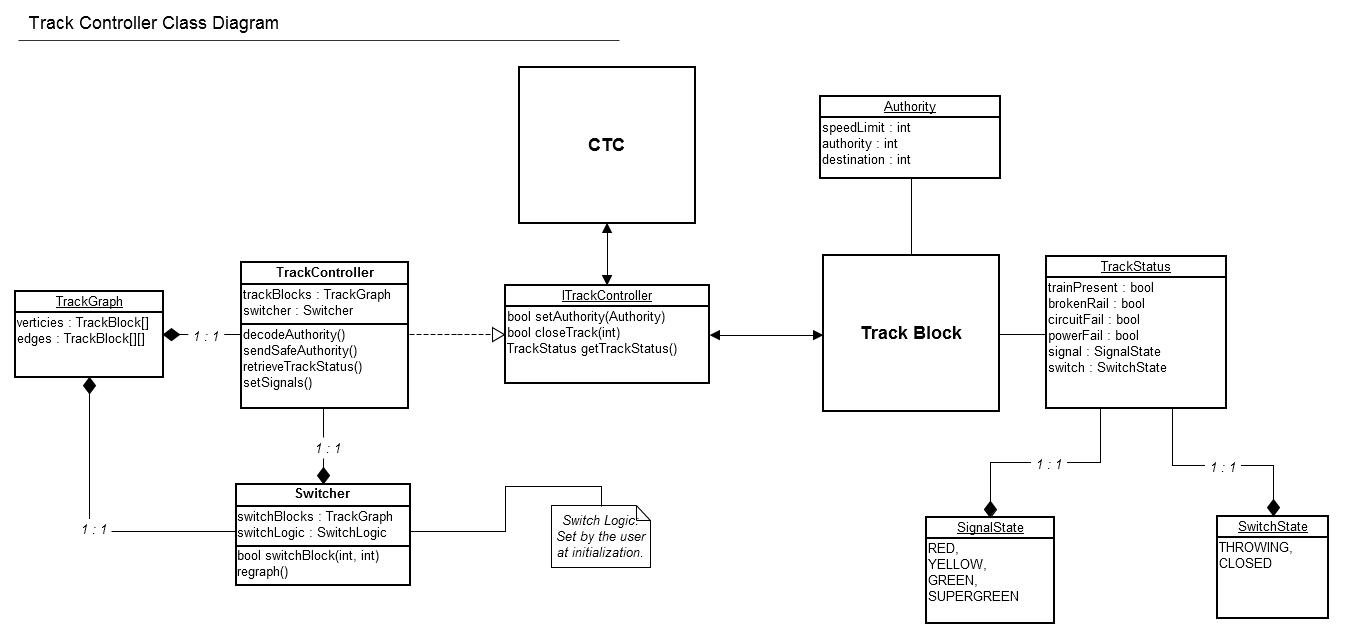 Track Controller Class Diagram
CTC
Authority
speedLimit : int
authority : int
destination : int
TrackController
trackBlocks : TrackGraph
switcher : Switcher
decodeAuthority()
sendSafeAuthority()
retrieveTrackStatus()
setSignals()
TrackGraph
verticies : TrackBlock[]
edges : TrackBlock[][]
1 : 1
ITrackController
bool setAuthority(Authority)
bool closeTrack(int)
TrackStatus getTrackStatus()
Track Block
TrackStatus
trainPresent : bool
brokenRail : bool
circuitFail : bool
powerFail : bool
signal : SignalState
switch : SwitchState
1 : 1
1 : 1
1 : 1
1 : 1
Switcher
switchBlocks : TrackGraph
switchLogic : SwitchLogic
bool switchBlock(int, int)
regraph()
Switch Logic:
Set by the user
at initialization.
SignalState
RED,
YELLOW,
GREEN,
SUPERGREEN
SwitchState
THROWING,
CLOSED